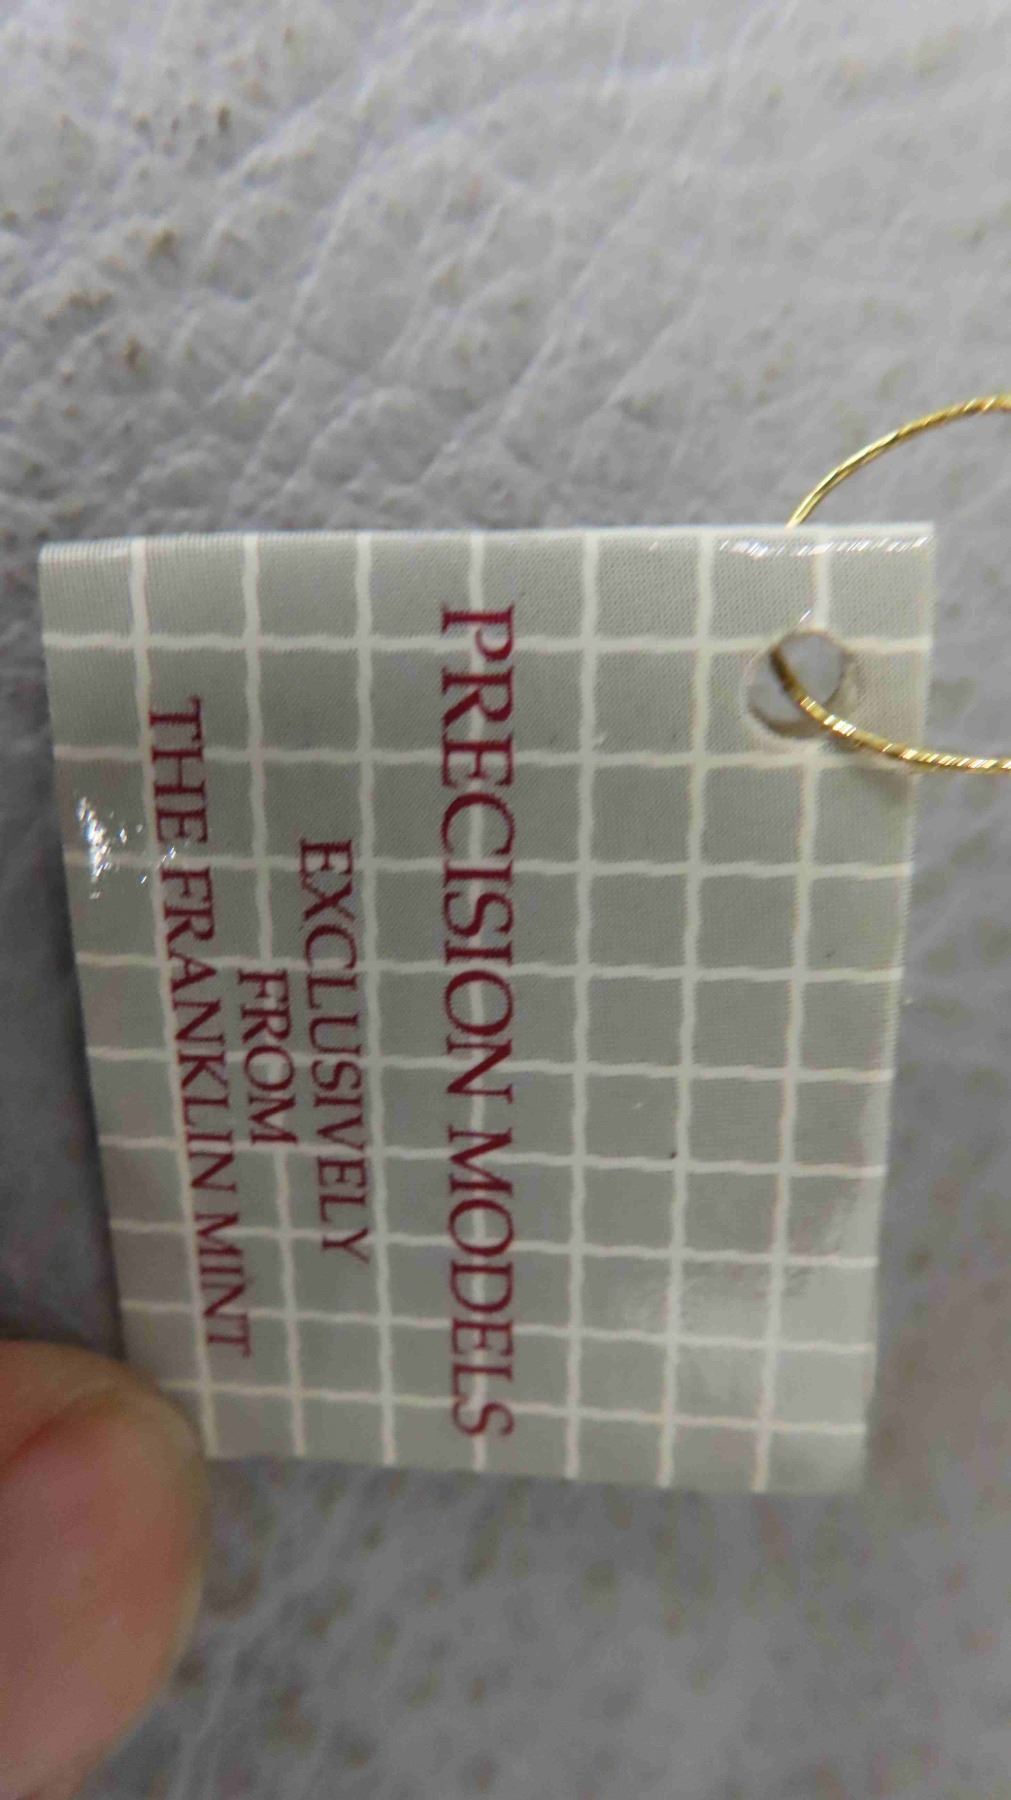 PRECISION MODELS
EXCLUSIVELY
FROM
THE FRANKLIN MINT